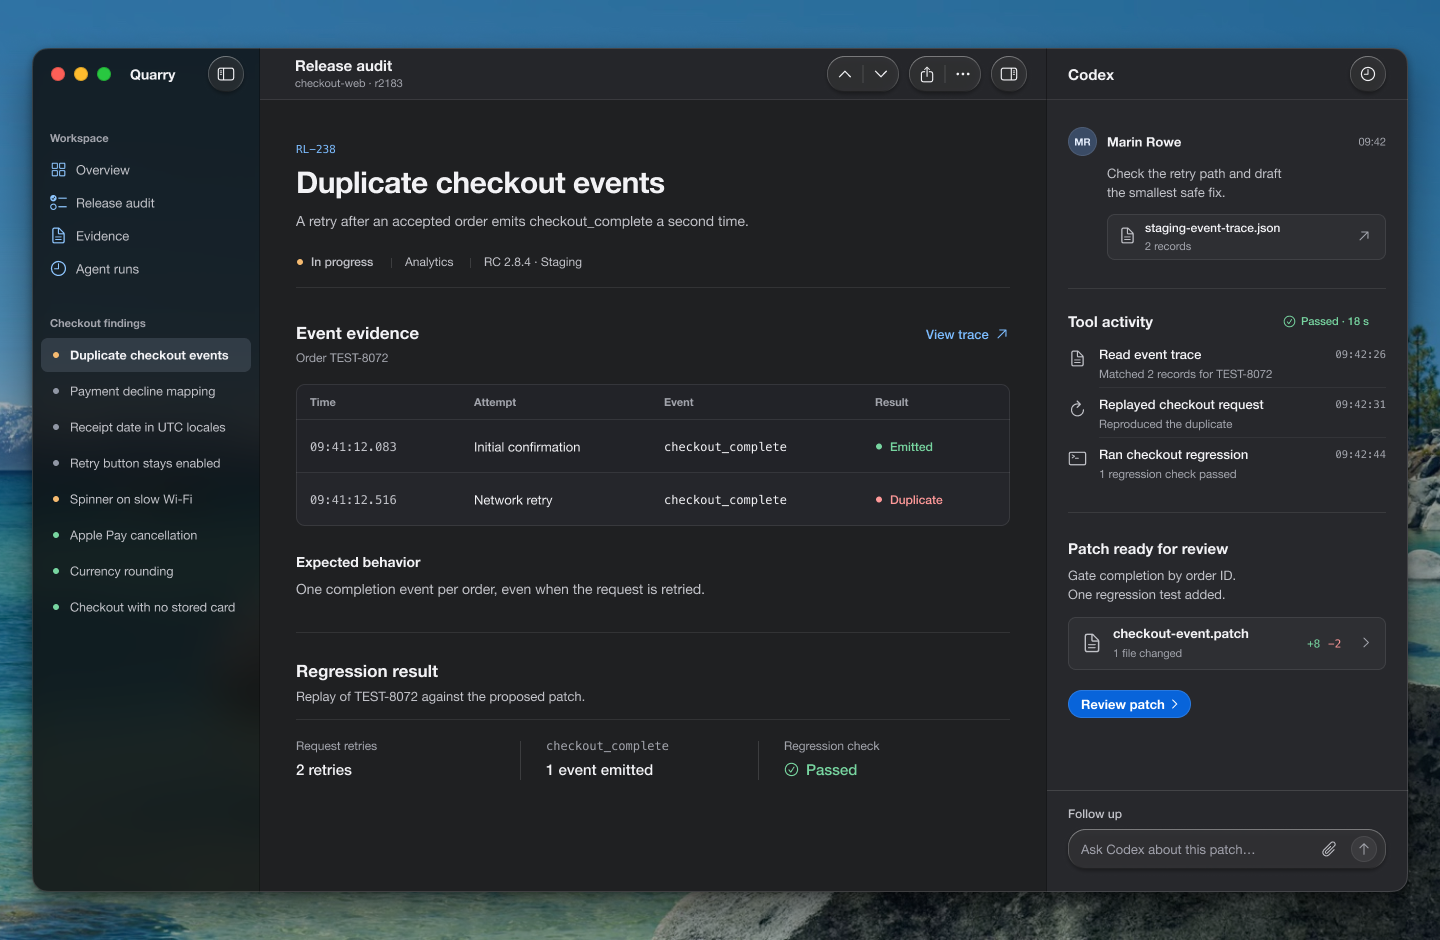 Quarry
Workspace
Overview
Release audit
Evidence
Agent runs
Checkout findings
Duplicate checkout events
Payment decline mapping
Receipt date in UTC locales
Retry button stays enabled
Spinner on slow Wi-Fi
Apple Pay cancellation
Currency rounding
Checkout with no stored card
Release audit
checkout-web · r2183
RL-238
Duplicate checkout events
A retry after an accepted order emits checkout_complete a second time.
In progress
Analytics
RC 2.8.4 · Staging
Event evidence
View trace
Order TEST-8072
Time Attempt Event Result
09:41:12.083 Initial confirmation checkout_complete Emitted
09:41:12.516 Network retry checkout_complete Duplicate
Expected behavior
One completion event per order, even when the request is retried.
Regression result
Replay of TEST-8072 against the proposed patch.
Request retries
2 retries
checkout_complete
1 event emitted
Regression check
Passed
Codex
MR
Marin Rowe
09:42
Check the retry path and draft
the smallest safe fix.
staging-event-trace.json
2 records
Tool activity
Passed · 18 s
Read event trace
09:42:26
Matched 2 records for TEST-8072
Replayed checkout request
09:42:31
Reproduced the duplicate
Ran checkout regression
09:42:44
1 regression check passed
Patch ready for review
Gate completion by order ID.
One regression test added.
checkout-event.patch
+8 −2
1 file changed
Review patch
Follow up
Ask Codex about this patch…